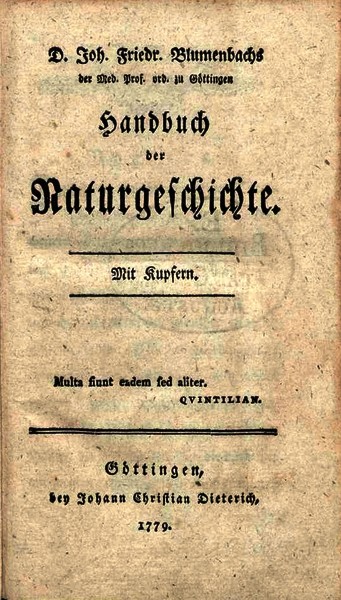 D. Joh. Friedr. Blumenbachs
der Med. Prof. ord. zu Göttingen
Handbuch
der
Naturgeſchichte.
Mit Kupfern.
Multa fiunt eadem ſed aliter.
QVINTILIAN.
Göttingen,
bey Johann Chriſtian Dieterich,
1779.